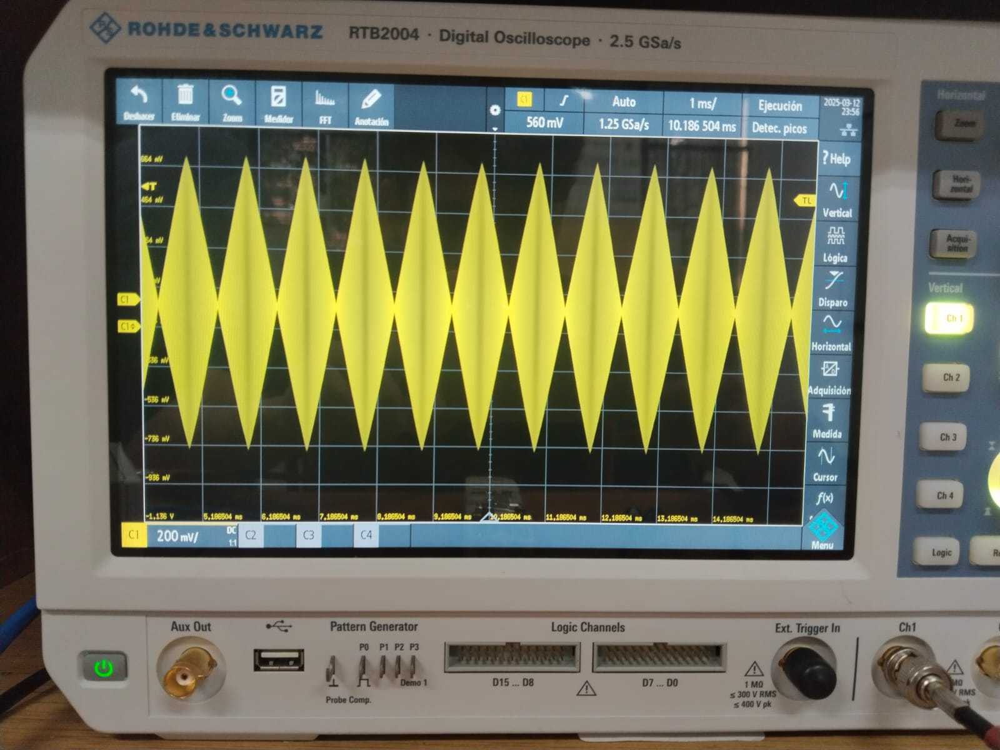 ROHDE&SCHWARZ RTB2004 · Digital Oscilloscope · 2.5 GSa/s
Deshacer Eliminar Zoom Medidor FFT Anotación
C1 Auto 1 ms/ Ejecución 2025-03-12
23:56
560 mV 1.25 GSa/s 10.186 504 ms Detec. picos
664 mV
T
464 mV
TL
C1
C1
-536 mV
-736 mV
-936 mV
-1,136 V 5,186504 ms 6,186504 ms 7,186504 ms 8,186504 ms 9,186504 ms 10,186504 ms 11,186504 ms 12,186504 ms 13,186504 ms 14,186504 ms
C1 200 mV/ DC
1:1
C2 C3 C4
? Help
Vertical
Lógica
Disparo
Horizontal
Adquisición
Medida
Cursor
f(x)
Menu
Horizontal
Zoom
Hori-
zontal
Acqui-
sition
Vertical
Ch 1
Ch 2
Ch 3
Ch 4
Logic
Aux Out
Pattern Generator
P0 P1 P2 P3
Demo 1
Probe Comp.
Logic Channels
D15 ... D8
D7 ... D0
Ext. Trigger In
1 MΩ
≤ 300 V RMS
≤ 400 V pk
Ch1